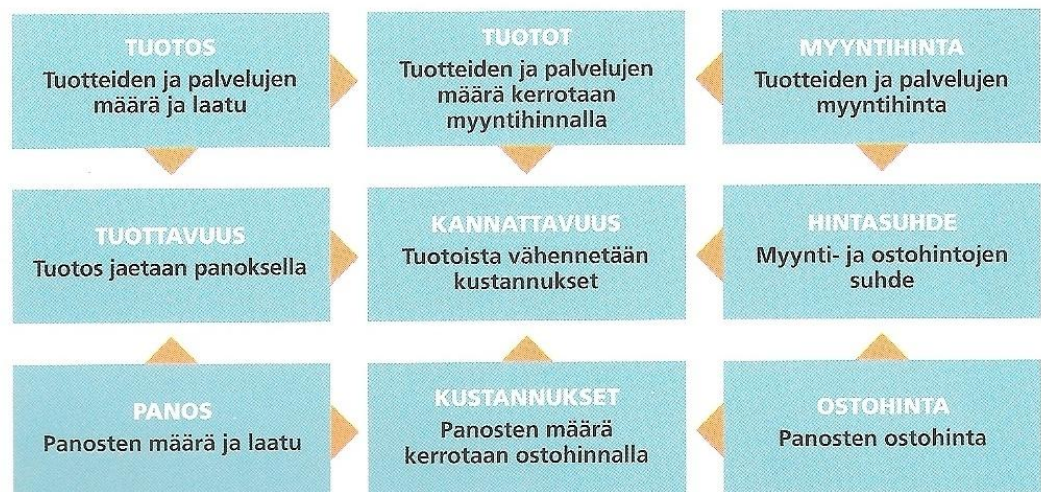 TUOTOS
Tuotteiden ja palvelujen
määrä ja laatu
TUOTOT
Tuotteiden ja palvelujen
määrä kerrotaan
myyntihinnalla
MYYNTIHINTA
Tuotteiden ja palvelujen
myyntihinta
TUOTTAVUUS
Tuotos jaetaan panoksella
KANNATTAVUUS
Tuotoista vähennetään
kustannukset
HINTASUHDE
Myynti- ja ostohintojen
suhde
PANOS
Panosten määrä ja laatu
KUSTANNUKSET
Panosten määrä
kerrotaan ostohinnalla
OSTOHINTA
Panosten ostohinta